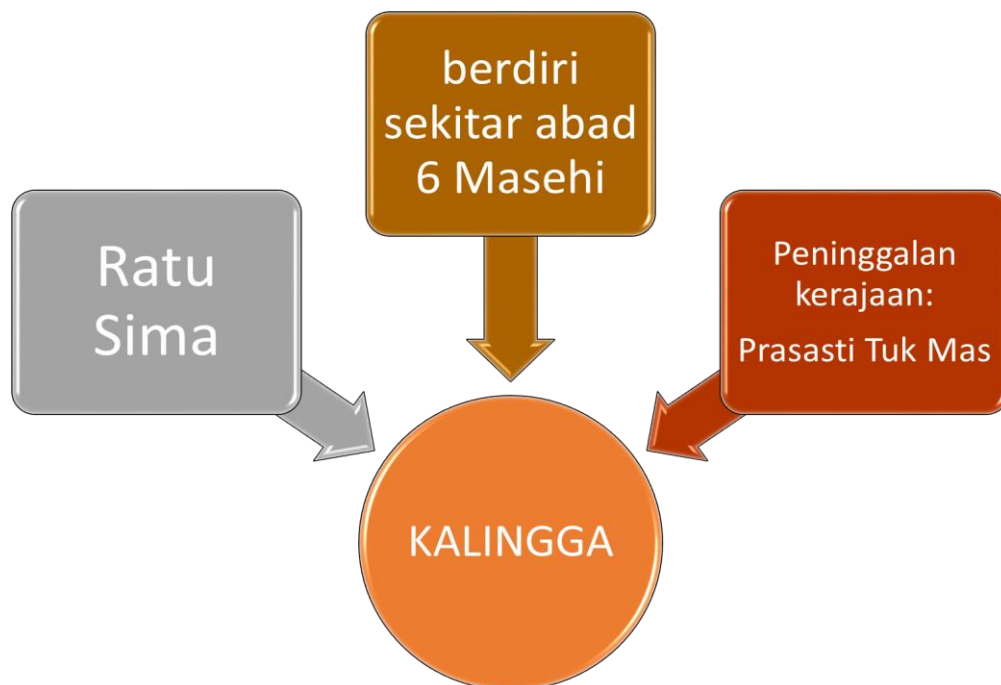 berdiri
sekitar abad
6 Masehi
Ratu
Sima
Peninggalan
kerajaan:
Prasasti Tuk Mas
KALINGGA